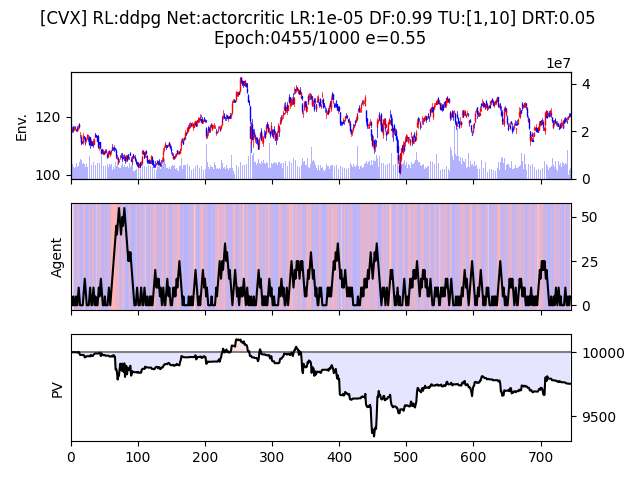 [CVX] RL:ddpg Net:actorcritic LR:1e-05 DF:0.99 TU:[1,10] DRT:0.05
Epoch:0455/1000 e=0.55
1e7
Env.
120
100
4
2
0
Agent
50
25
0
PV
10000
9500
0 100 200 300 400 500 600 700